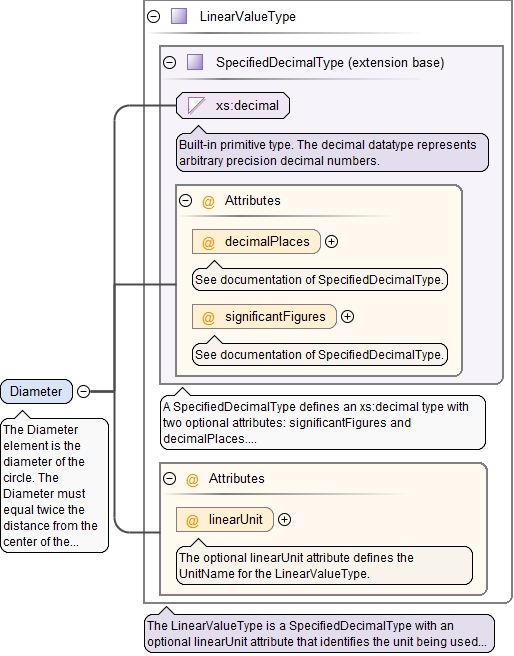 LinearValueType
SpecifiedDecimalType (extension base)
xs:decimal
Built-in primitive type. The decimal datatype represents
arbitrary precision decimal numbers.
@ Attributes
@ decimalPlaces
See documentation of SpecifiedDecimalType.
@ significantFigures
See documentation of SpecifiedDecimalType.
Diameter
The Diameter
element is the
diameter of the
circle. The
Diameter must
equal twice the
distance from the
center of the...
A SpecifiedDecimalType defines an xs:decimal type with
two optional attributes: significantFigures and
decimalPlaces....
@ Attributes
@ linearUnit
The optional linearUnit attribute defines the
UnitName for the LinearValueType.
The LinearValueType is a SpecifiedDecimalType with an
optional linearUnit attribute that identifies the unit being used...